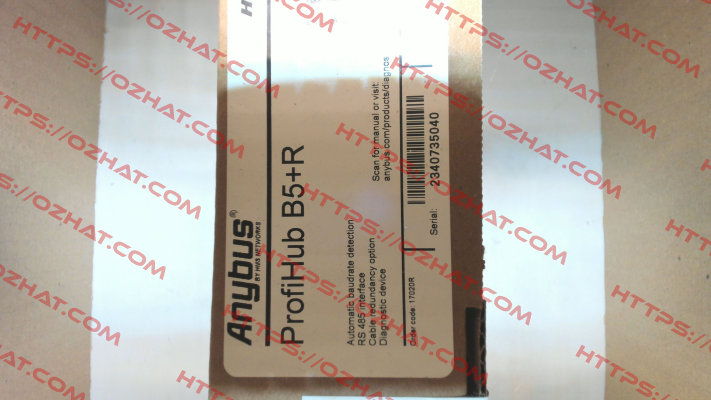 Anybus®
BY HMS NETWORKS
ProfiHub B5+R
Automatic baudrate detection
RS 485 interface
Cable redundancy option
Diagnostic device
Scan for manual or visit:
anybus.com/products/diagnos
Order code: 17020R
Serial:
2340735040
HTTPS://OZHAT.COM